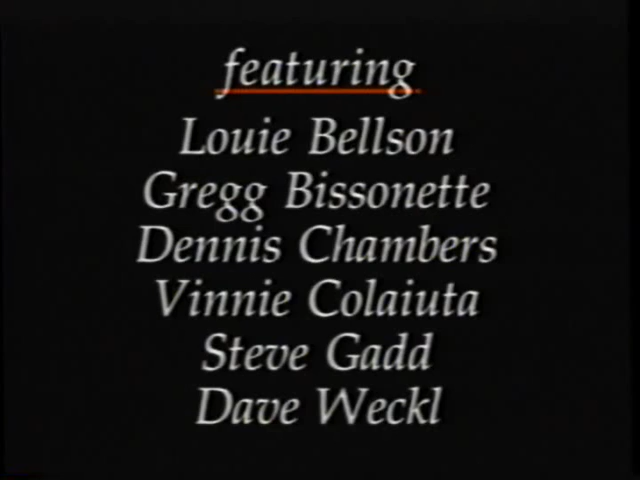 featuring
Louie Bellson
Gregg Bissonette
Dennis Chambers
Vinnie Colaiuta
Steve Gadd
Dave Weckl